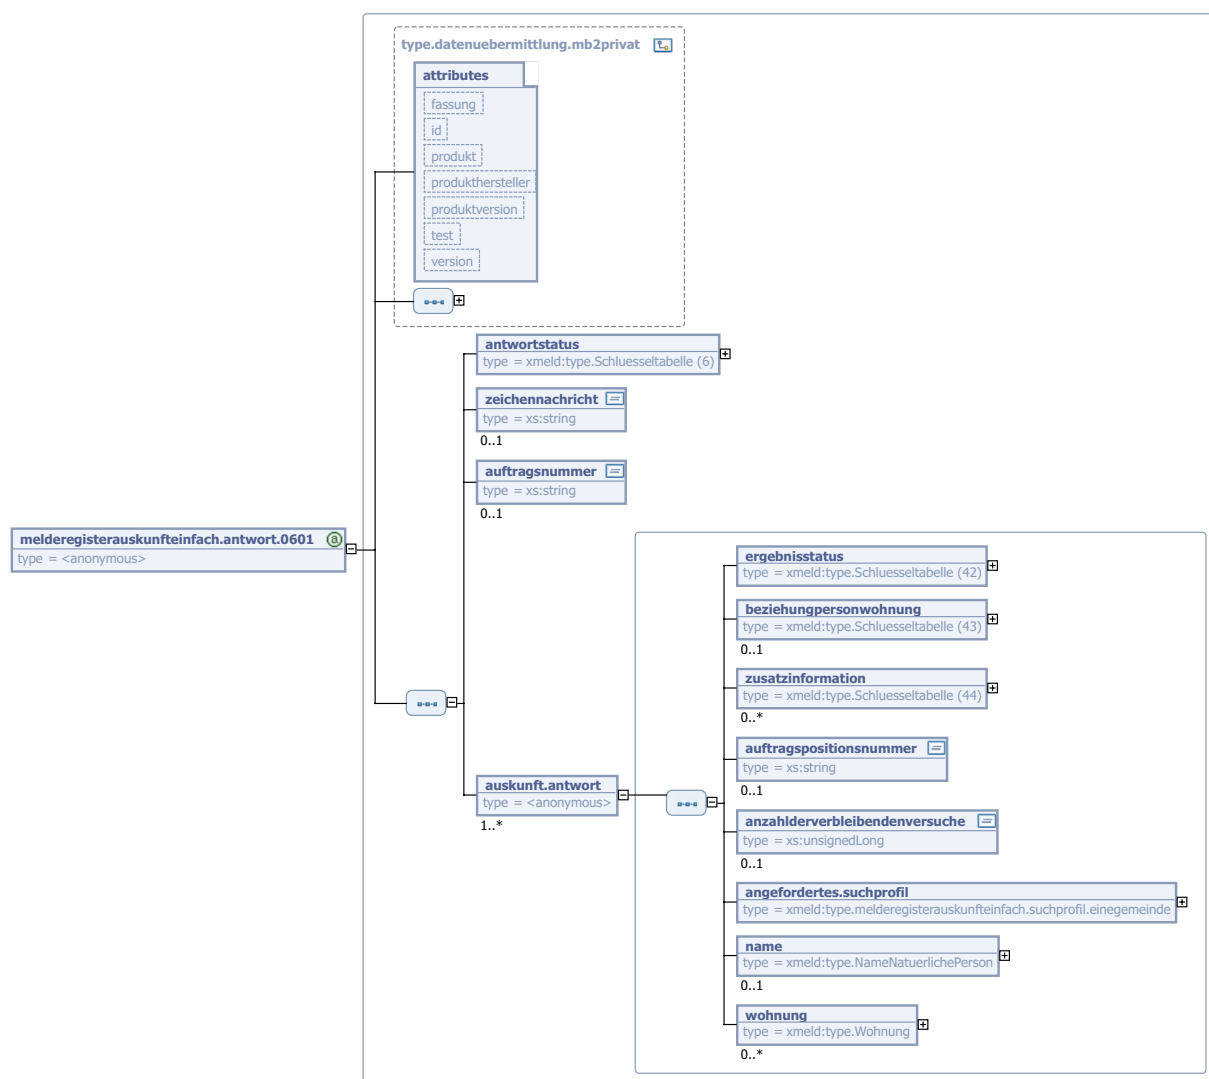 type.datenuebermittlung.mb2privat
attributes
fassung
id
produkt
produkthersteller
produktversion
test
version
antwortstatus
type = xmeld:type.Schluesseltabelle (6)
zeichennachricht
type = xs:string
0..1
auftragsnummer
type = xs:string
0..1
melderegisterauskunfteinfach.antwort.0601 a
type = <anonymous>
auskunft.antwort
type = <anonymous>
1..*
ergebnisstatus
type = xmeld:type.Schluesseltabelle (42)
beziehungpersonwohnung
type = xmeld:type.Schluesseltabelle (43)
0..1
zusatzinformation
type = xmeld:type.Schluesseltabelle (44)
0..*
auftragspositionsnummer
type = xs:string
0..1
anzahlderverbleibendenversuche
type = xs:unsignedLong
0..1
angefordertes.suchprofil
type = xmeld:type.melderegisterauskunfteinfach.suchprofil.einegemeinde
name
type = xmeld:type.NameNatuerlichePerson
0..1
wohnung
type = xmeld:type.Wohnung
0..*